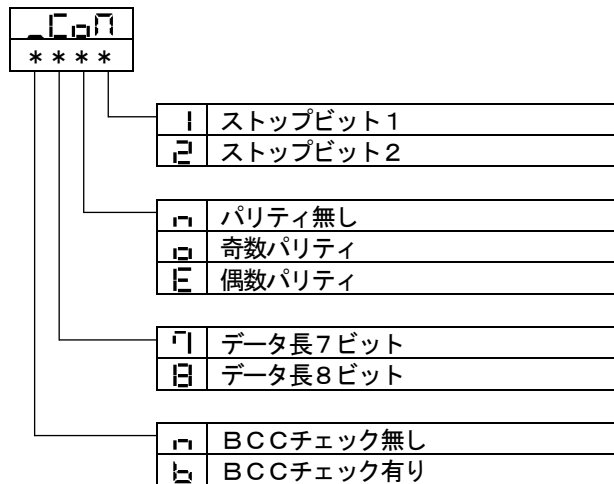 _CoM
****
1 ストップビット1
2 ストップビット2
n パリティ無し
o 奇数パリティ
E 偶数パリティ
7 データ長7ビット
8 データ長8ビット
n BCCチェック無し
b BCCチェック有り